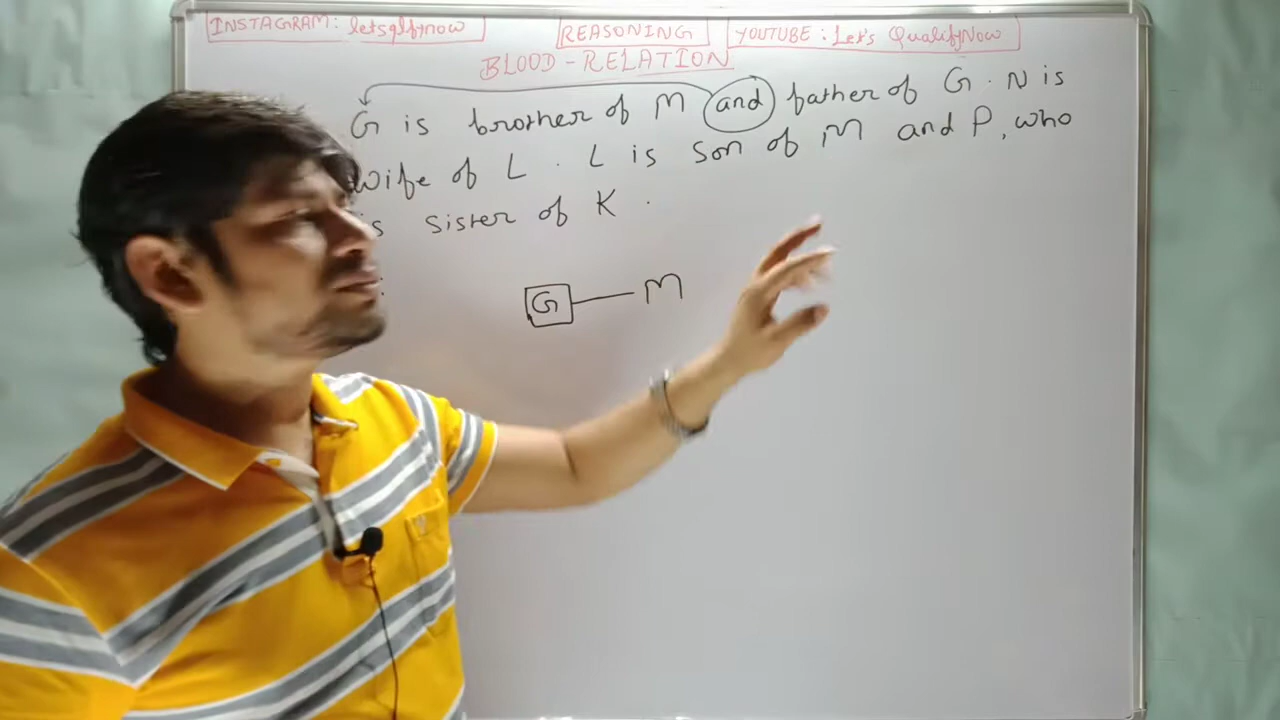 INSTAGRAM: letsqlfynow
REASONING
YOUTUBE: Let's QualifyNow
BLOOD-RELATION
G is brother of M and father of G. N is
wife of L. L is son of M and P, who
is sister of K.
G M